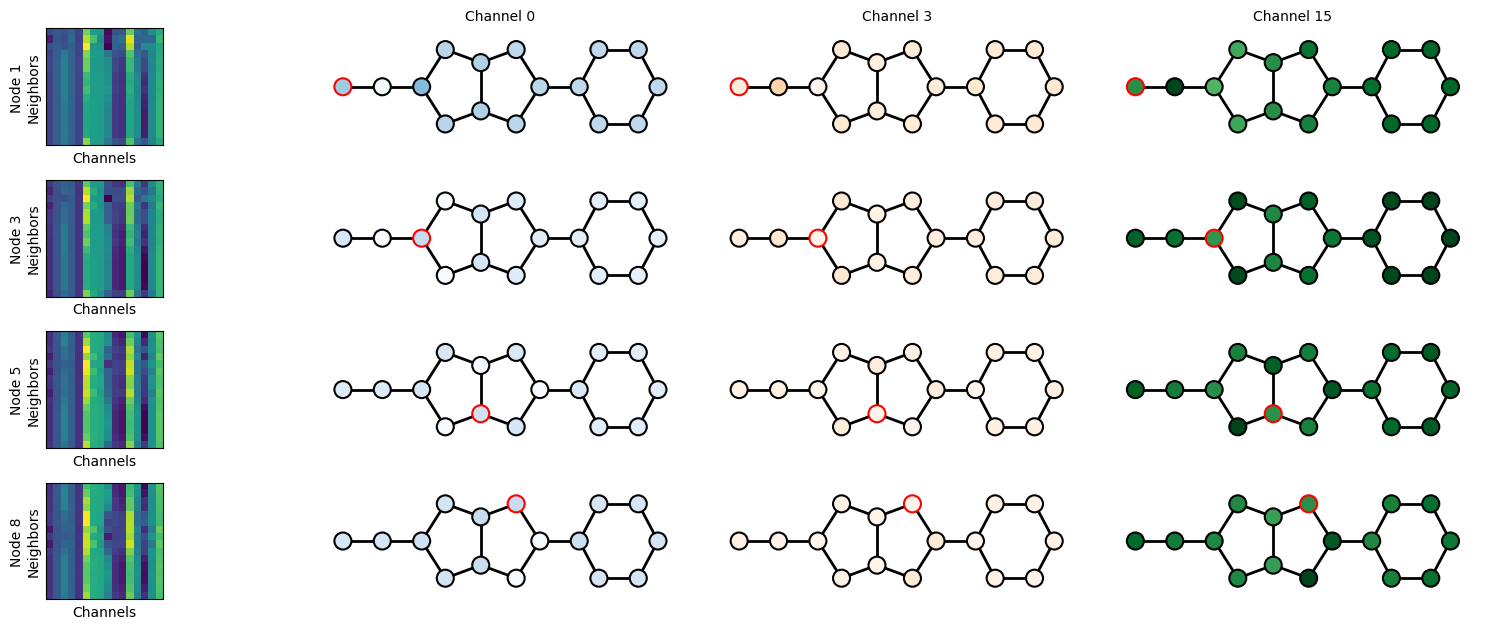 Channel 0
Channel 3
Channel 15
Node 1
Neighbors
Channels
Node 3
Neighbors
Channels
Node 5
Neighbors
Channels
Node 8
Neighbors
Channels